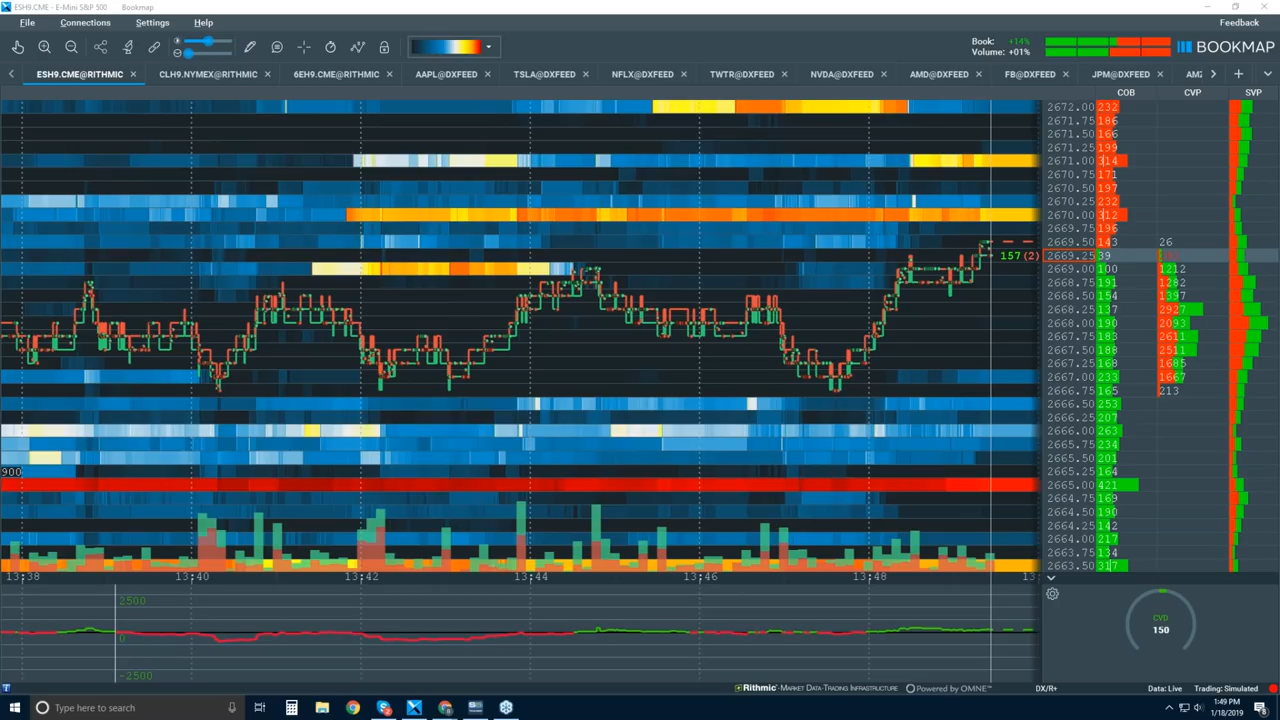 ESH9.CME - E-Mini S&P 500 Bookmap
File Connections Settings Help Feedback
Book: +14%
Volume: +01%
BOOKMAP
ESH9.CME@RITHMIC × CLH9.NYMEX@RITHMIC × 6EH9.CME@RITHMIC × AAPL@DXFEED × TSLA@DXFEED × NFLX@DXFEED × TWTR@DXFEED × NVDA@DXFEED × AMD@DXFEED × FB@DXFEED × JPM@DXFEED × AMZ
COB CVP SVP
2672.00 232
2671.75 186
2671.50 166
2671.25 199
2671.00 314
2670.75 171
2670.50 197
2670.25 232
2670.00 312
2669.75 196
2669.50 143 26
157 (2) 2669.25 39
2669.00 100 1212
2668.75 191 1282
2668.50 154 1397
2668.25 137 2927
2668.00 190 2093
2667.75 183 2611
2667.50 188 2511
2667.25 168 1685
2667.00 233 1667
2666.75 165 213
2666.50 253
2666.25 207
2666.00 263
2665.75 234
2665.50 201
900 2665.25 164
2665.00 421
2664.75 169
2664.50 190
2664.25 142
2664.00 217
2663.75 134
2663.50 317
13:38 13:40 13:42 13:44 13:46 13:48
2500
0
-2500
CVD
150
Rithmic - MARKET DATA-TRADING INFRASTRUCTURE Powered by OMNE™ DX/R+ Data: Live Trading: Simulated
Type here to search
1:49 PM
1/18/2019
8